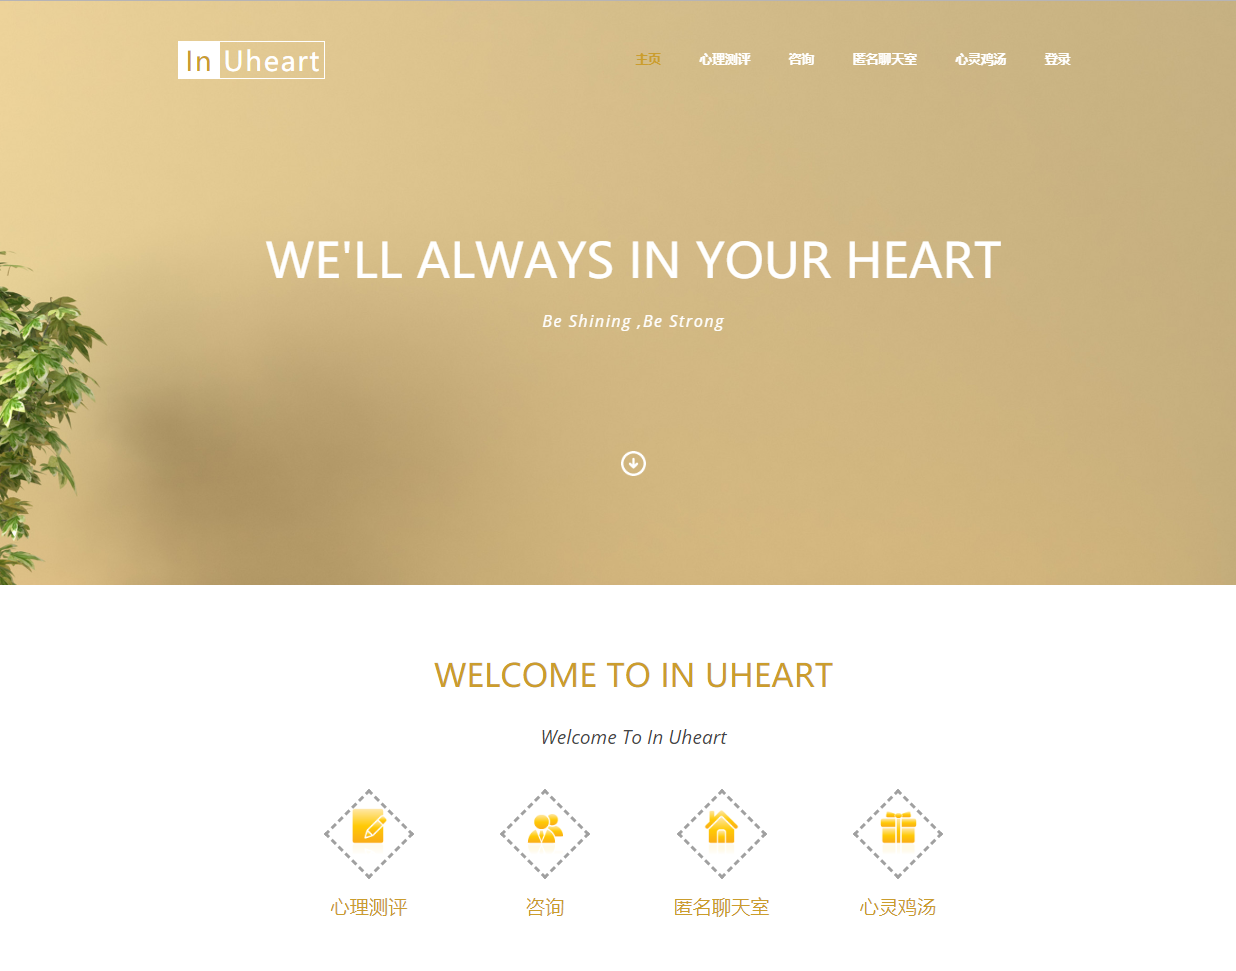 In Uheart
主页 心理测评 咨询 匿名聊天室 心灵鸡汤 登录
WE'LL ALWAYS IN YOUR HEART
Be Shining ,Be Strong
WELCOME TO IN UHEART
Welcome To In Uheart
心理测评 咨询 匿名聊天室 心灵鸡汤